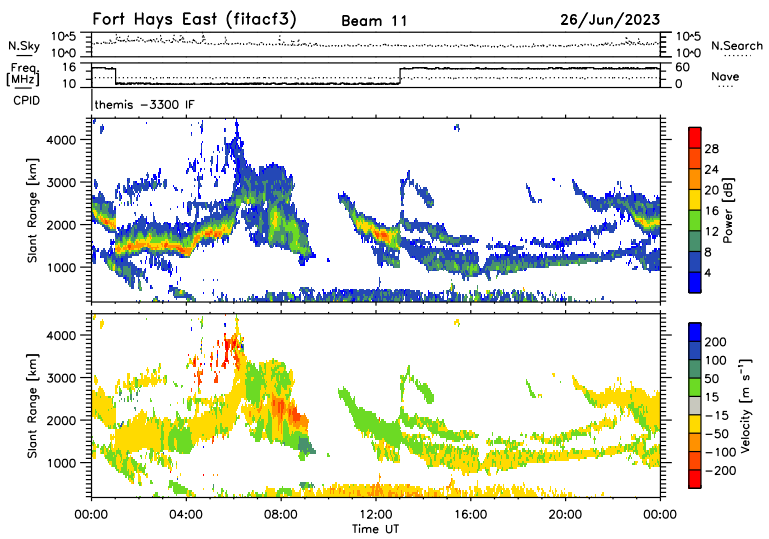 Fort Hays East (fitacf3) Beam 11 26/Jun/2023
N.Sky 10^5 10^0 10^5 10^0 N.Search
Freq. [MHz] 16 10 60 0 Nave
CPID themis -3300 IF
Slant Range [km] 4000 3000 2000 1000
Power [dB] 28 24 20 16 12 8 4
Slant Range [km] 4000 3000 2000 1000
Velocity [m s⁻¹] 200 100 50 15 -15 -50 -100 -200
00:00 04:00 08:00 12:00 16:00 20:00 00:00
Time UT